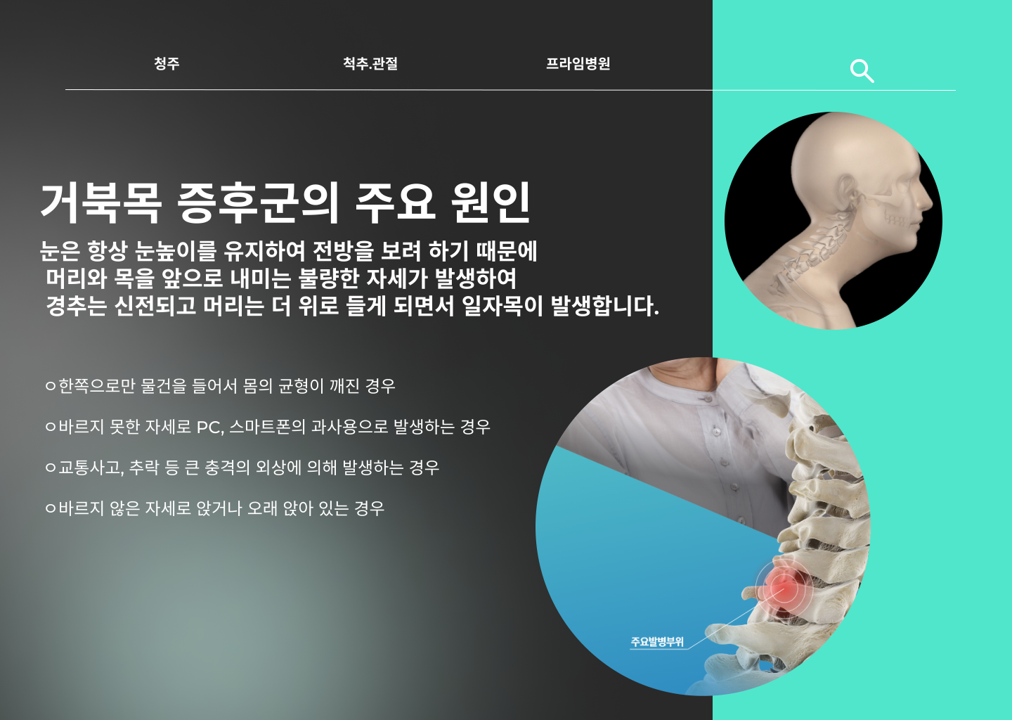 청주 척추.관절 프라임병원
거북목 증후군의 주요 원인
눈은 항상 눈높이를 유지하여 전방을 보려 하기 때문에
머리와 목을 앞으로 내미는 불량한 자세가 발생하여
경추는 신전되고 머리는 더 위로 들게 되면서 일자목이 발생합니다.
ㅇ한쪽으로만 물건을 들어서 몸의 균형이 깨진 경우
ㅇ바르지 못한 자세로 PC, 스마트폰의 과사용으로 발생하는 경우
ㅇ교통사고, 추락 등 큰 충격의 외상에 의해 발생하는 경우
ㅇ바르지 않은 자세로 앉거나 오래 앉아 있는 경우
주요발병부위